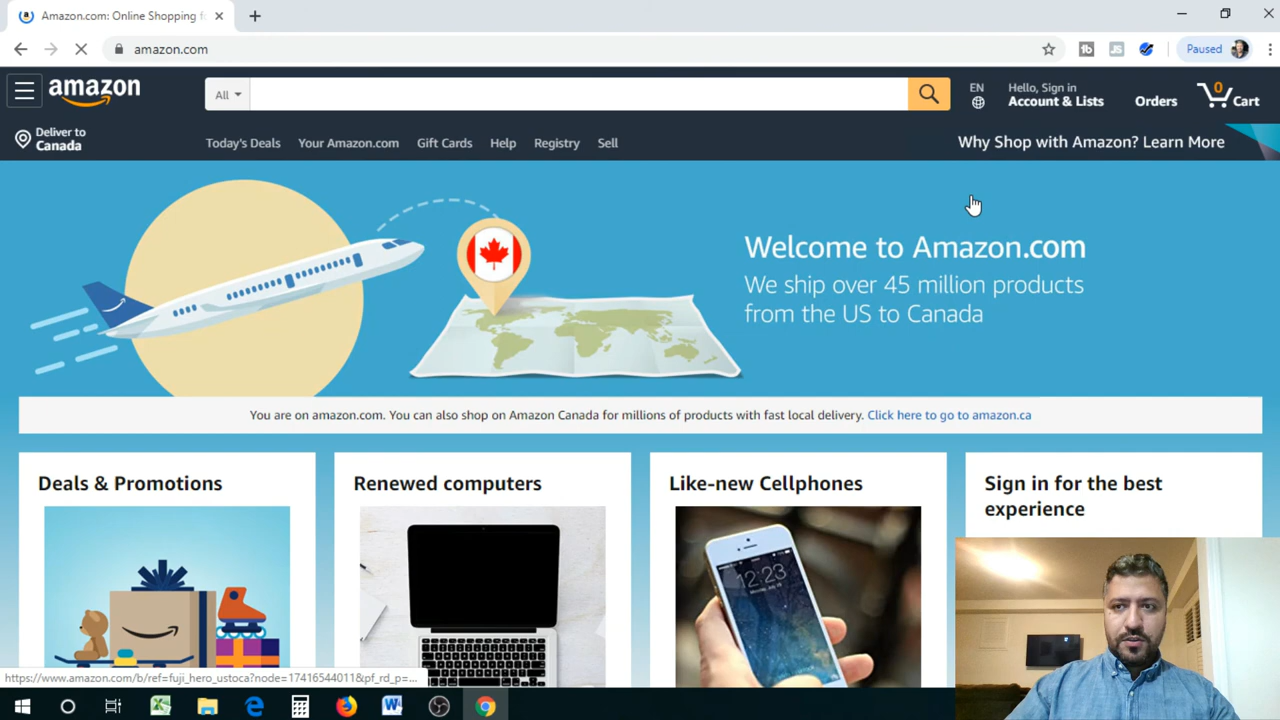 Amazon.com: Online Shopping f
amazon.com
Paused
amazon
All
EN
Hello, Sign in
Account & Lists
Orders
0
Cart
Deliver to
Canada
Today's Deals
Your Amazon.com
Gift Cards
Help
Registry
Sell
Why Shop with Amazon? Learn More
Welcome to Amazon.com
We ship over 45 million products
from the US to Canada
You are on amazon.com. You can also shop on Amazon Canada for millions of products with fast local delivery. Click here to go to amazon.ca
Deals & Promotions
Renewed computers
Like-new Cellphones
Sign in for the best
experience
12:23
https://www.amazon.com/b/ref=fuji_hero_ustoca?node=17416544011&pf_rd_p=...